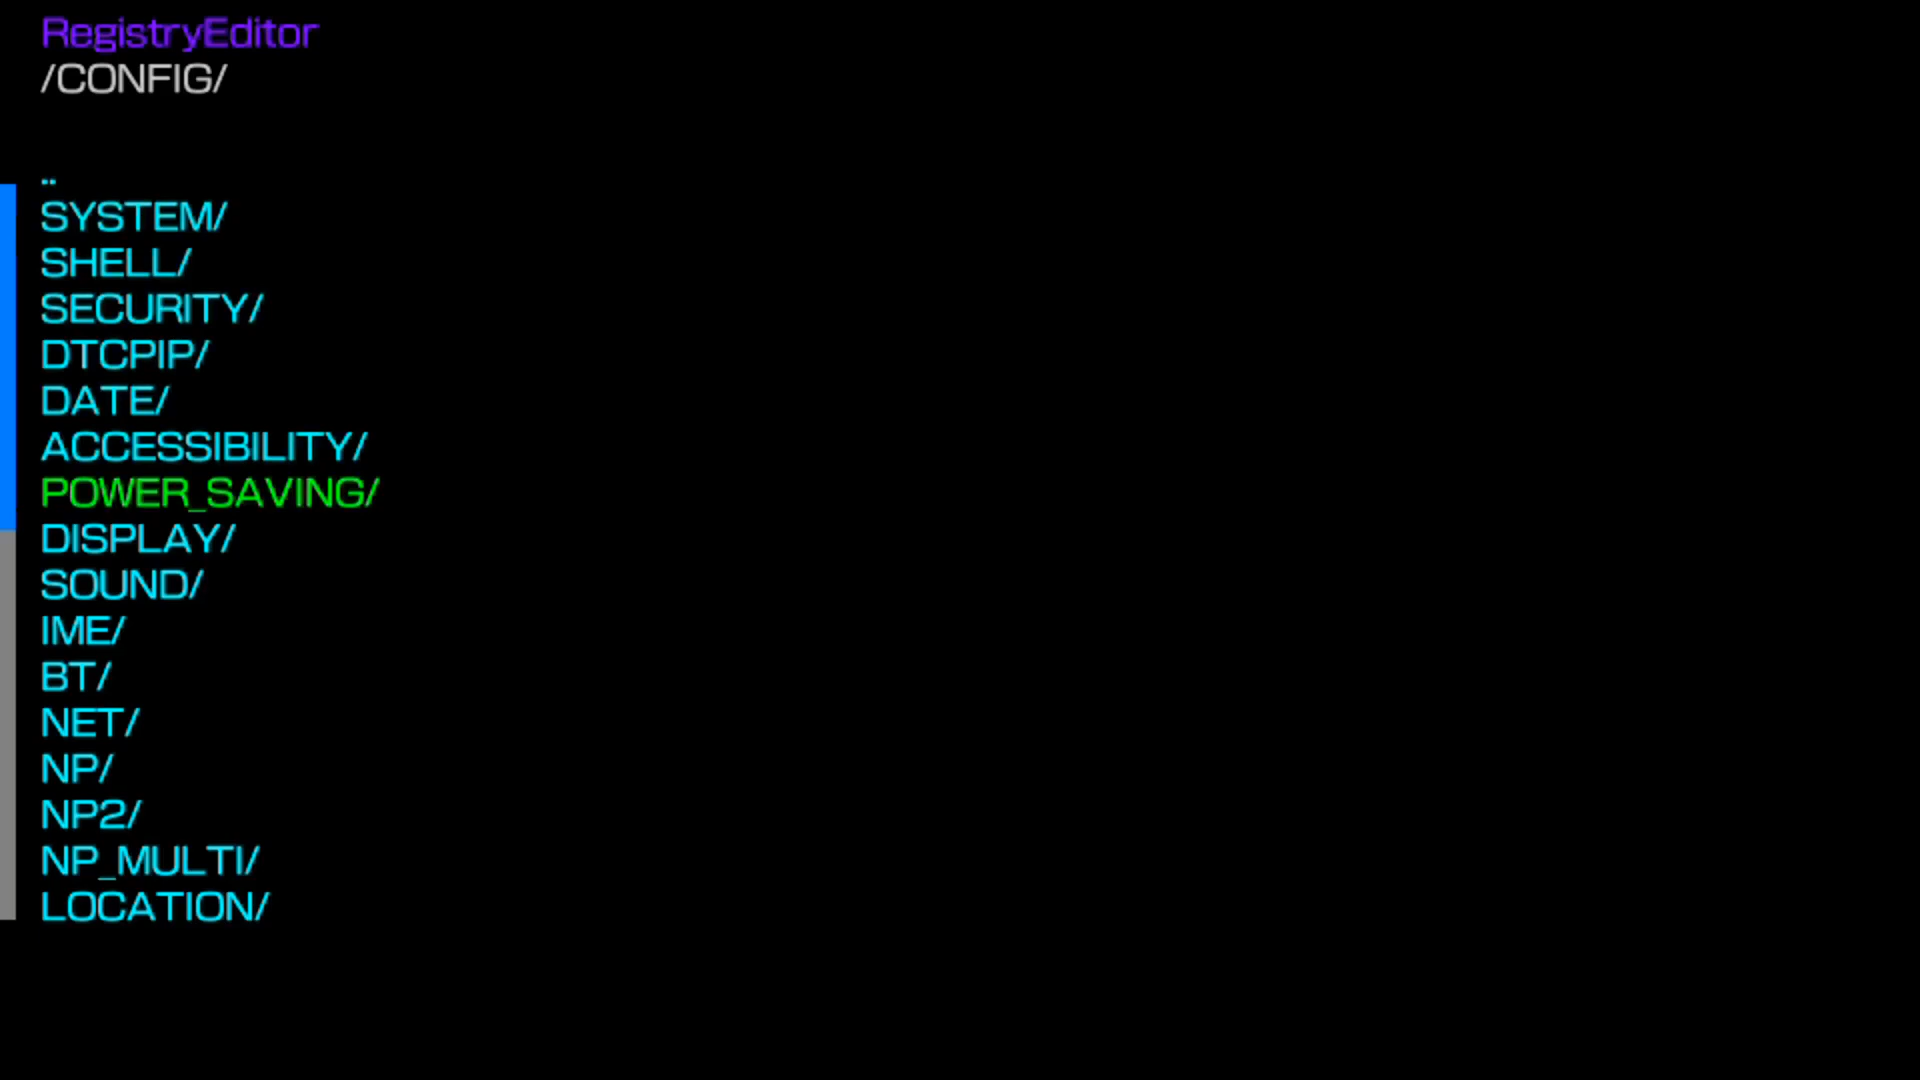 RegistryEditor
/CONFIG/
..
SYSTEM/
SHELL/
SECURITY/
DTCPIP/
DATE/
ACCESSIBILITY/
POWER_SAVING/
DISPLAY/
SOUND/
IME/
BT/
NET/
NP/
NP2/
NP_MULTI/
LOCATION/